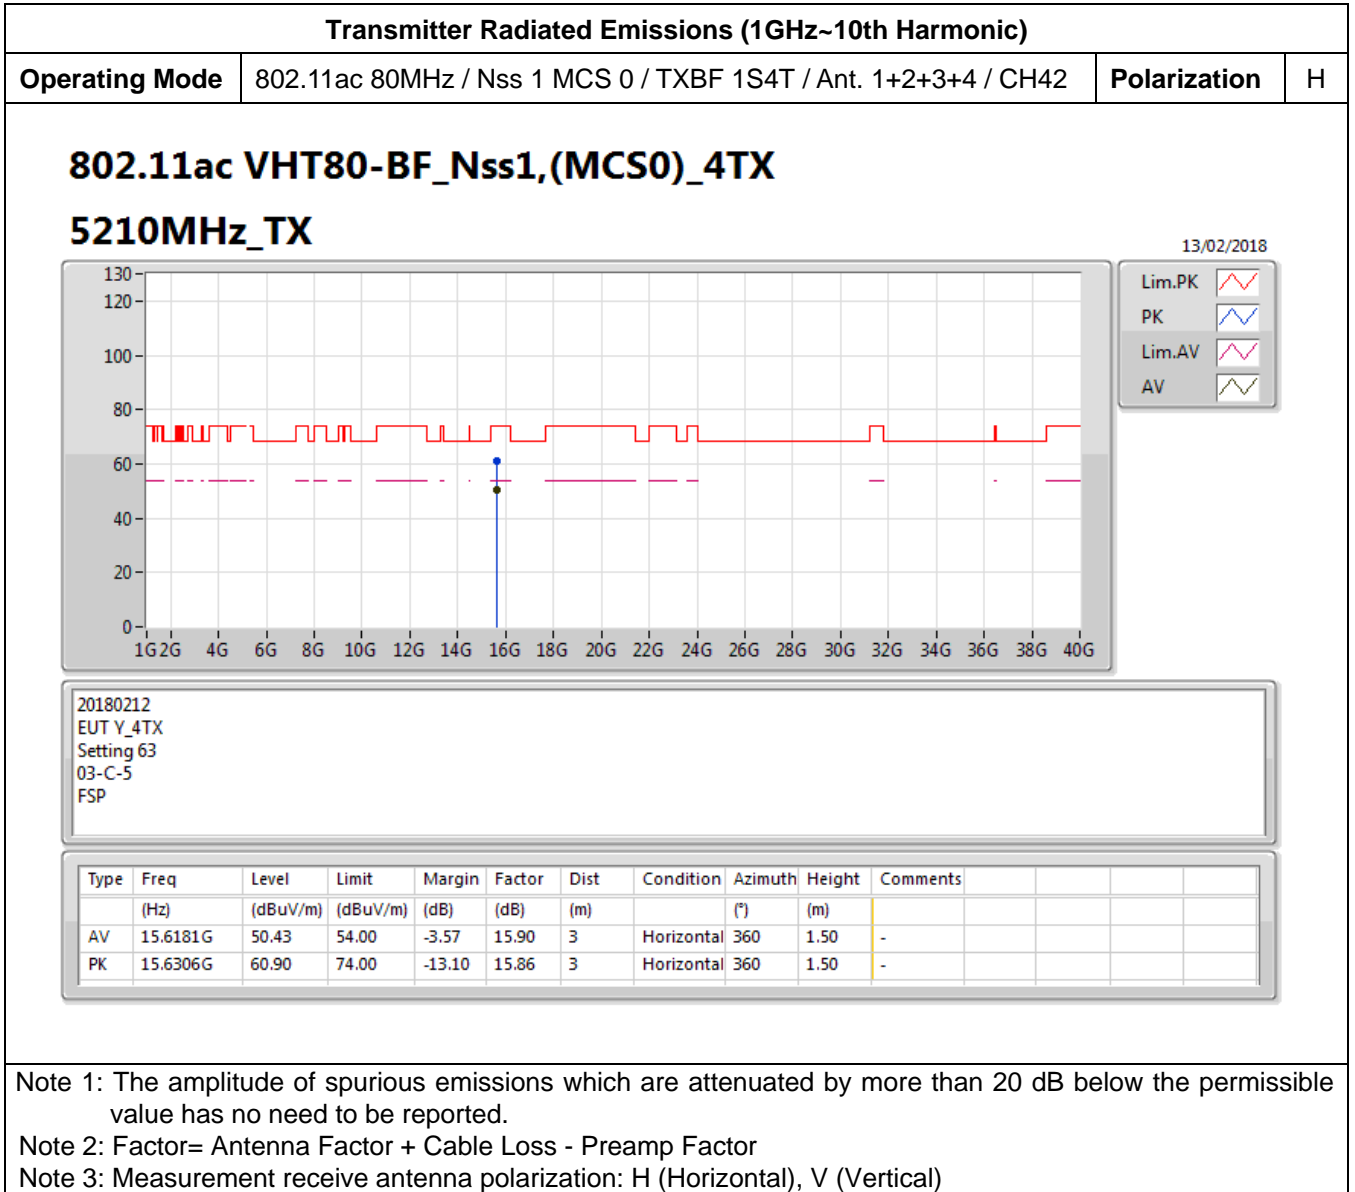 Transmitter Radiated Emissions (1GHz~10th Harmonic)
Operating Mode 802.11ac 80MHz / Nss 1 MCS 0 / TXBF 1S4T / Ant. 1+2+3+4 / CH42 Polarization H
802.11ac VHT80-BF_Nss1,(MCS0)_4TX
5210MHz_TX
13/02/2018
130
120
100
80
60
40
20
0
1G 2G 4G 6G 8G 10G 12G 14G 16G 18G 20G 22G 24G 26G 28G 30G 32G 34G 36G 38G 40G
Lim.PK
PK
Lim.AV
AV
20180212
EUT Y_4TX
Setting 63
03-C-5
FSP
Type Freq Level Limit Margin Factor Dist Condition Azimuth Height Comments
(Hz) (dBuV/m) (dBuV/m) (dB) (dB) (m) (°) (m)
AV 15.6181G 50.43 54.00 -3.57 15.90 3 Horizontal 360 1.50 -
PK 15.6306G 60.90 74.00 -13.10 15.86 3 Horizontal 360 1.50 -
Note 1: The amplitude of spurious emissions which are attenuated by more than 20 dB below the permissible
value has no need to be reported.
Note 2: Factor= Antenna Factor + Cable Loss - Preamp Factor
Note 3: Measurement receive antenna polarization: H (Horizontal), V (Vertical)